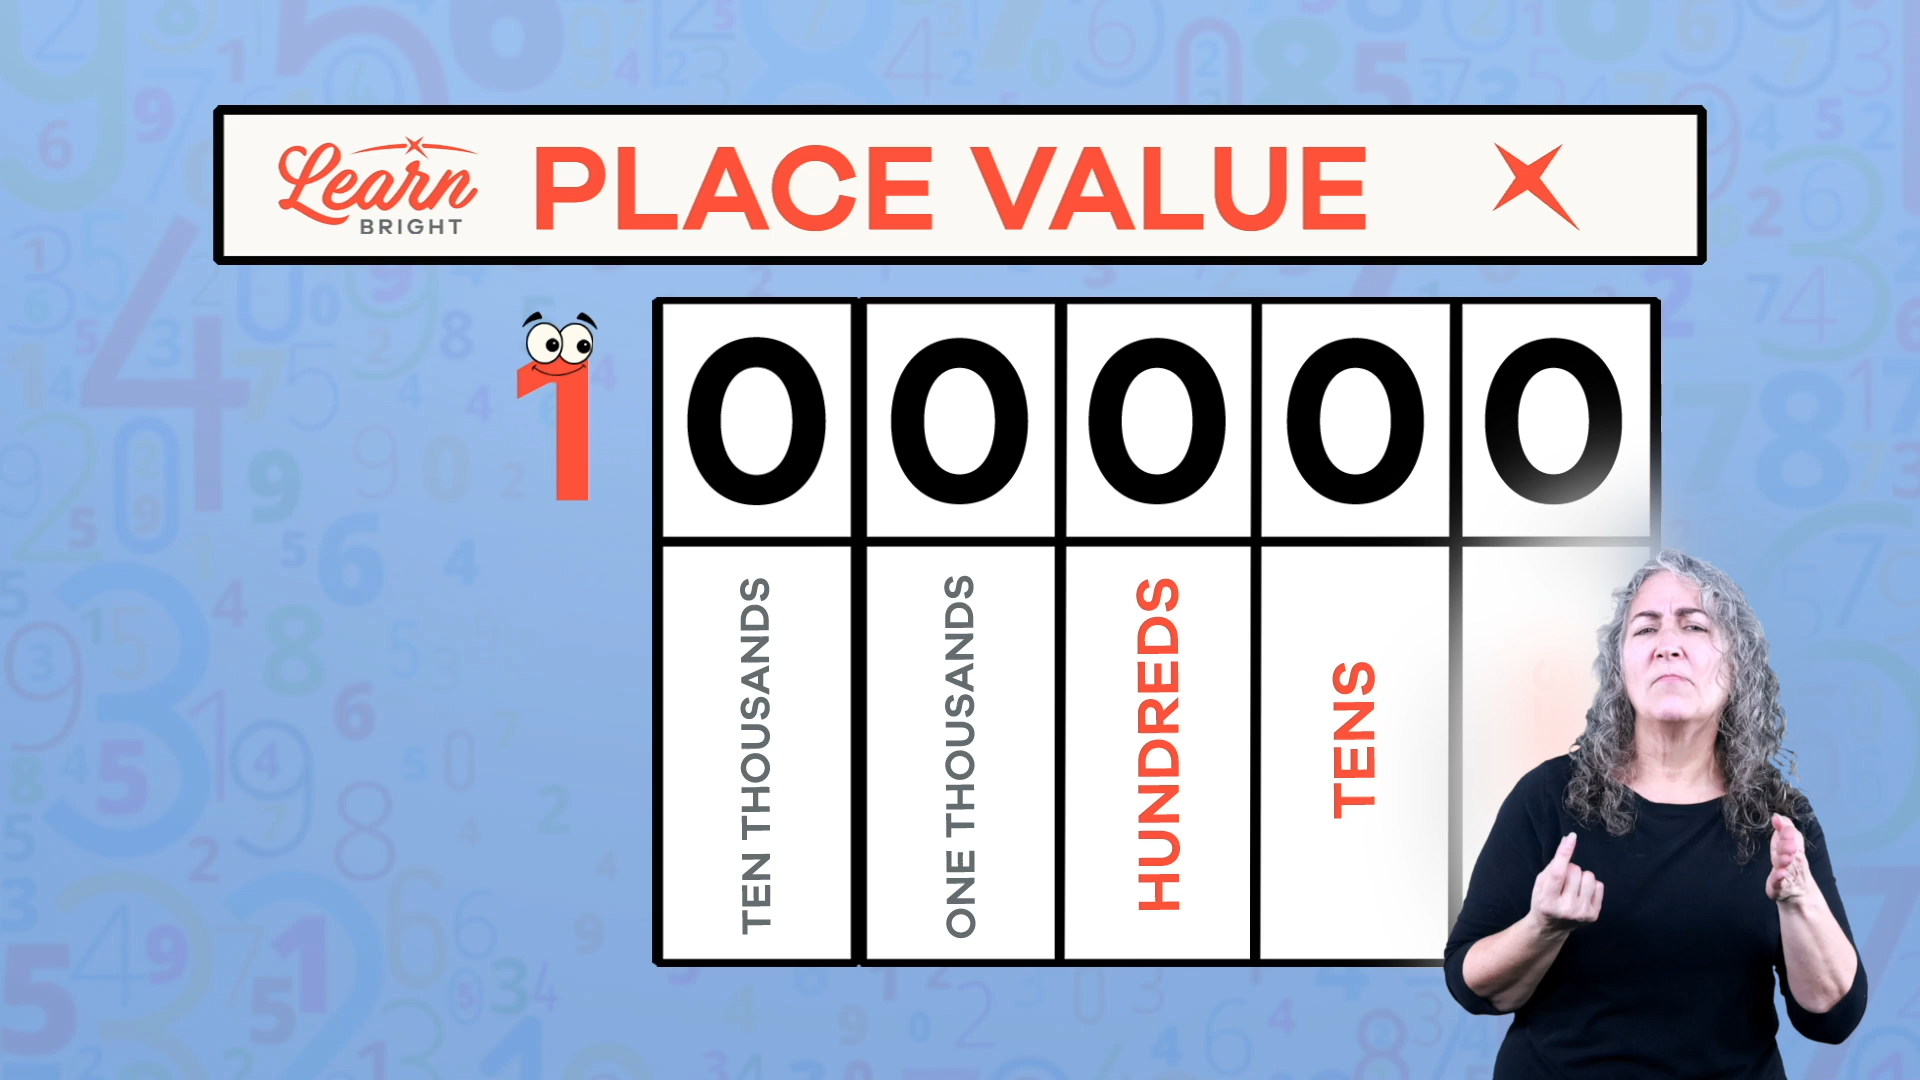 Learn
BRIGHT
PLACE VALUE
1 0 0 0 0 0
TEN THOUSANDS
ONE THOUSANDS
HUNDREDS
TENS